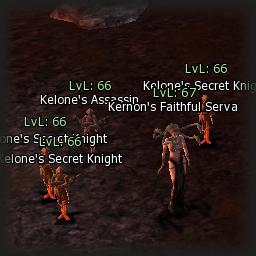 LvL: 66
Kelone's Secret Knig
LvL: 66
Kelone's Assassin
LvL: 67
Kernon's Faithful Serva
LvL: 66
one's Secret Knight
LvL: 66
Kelone's Secret Knight